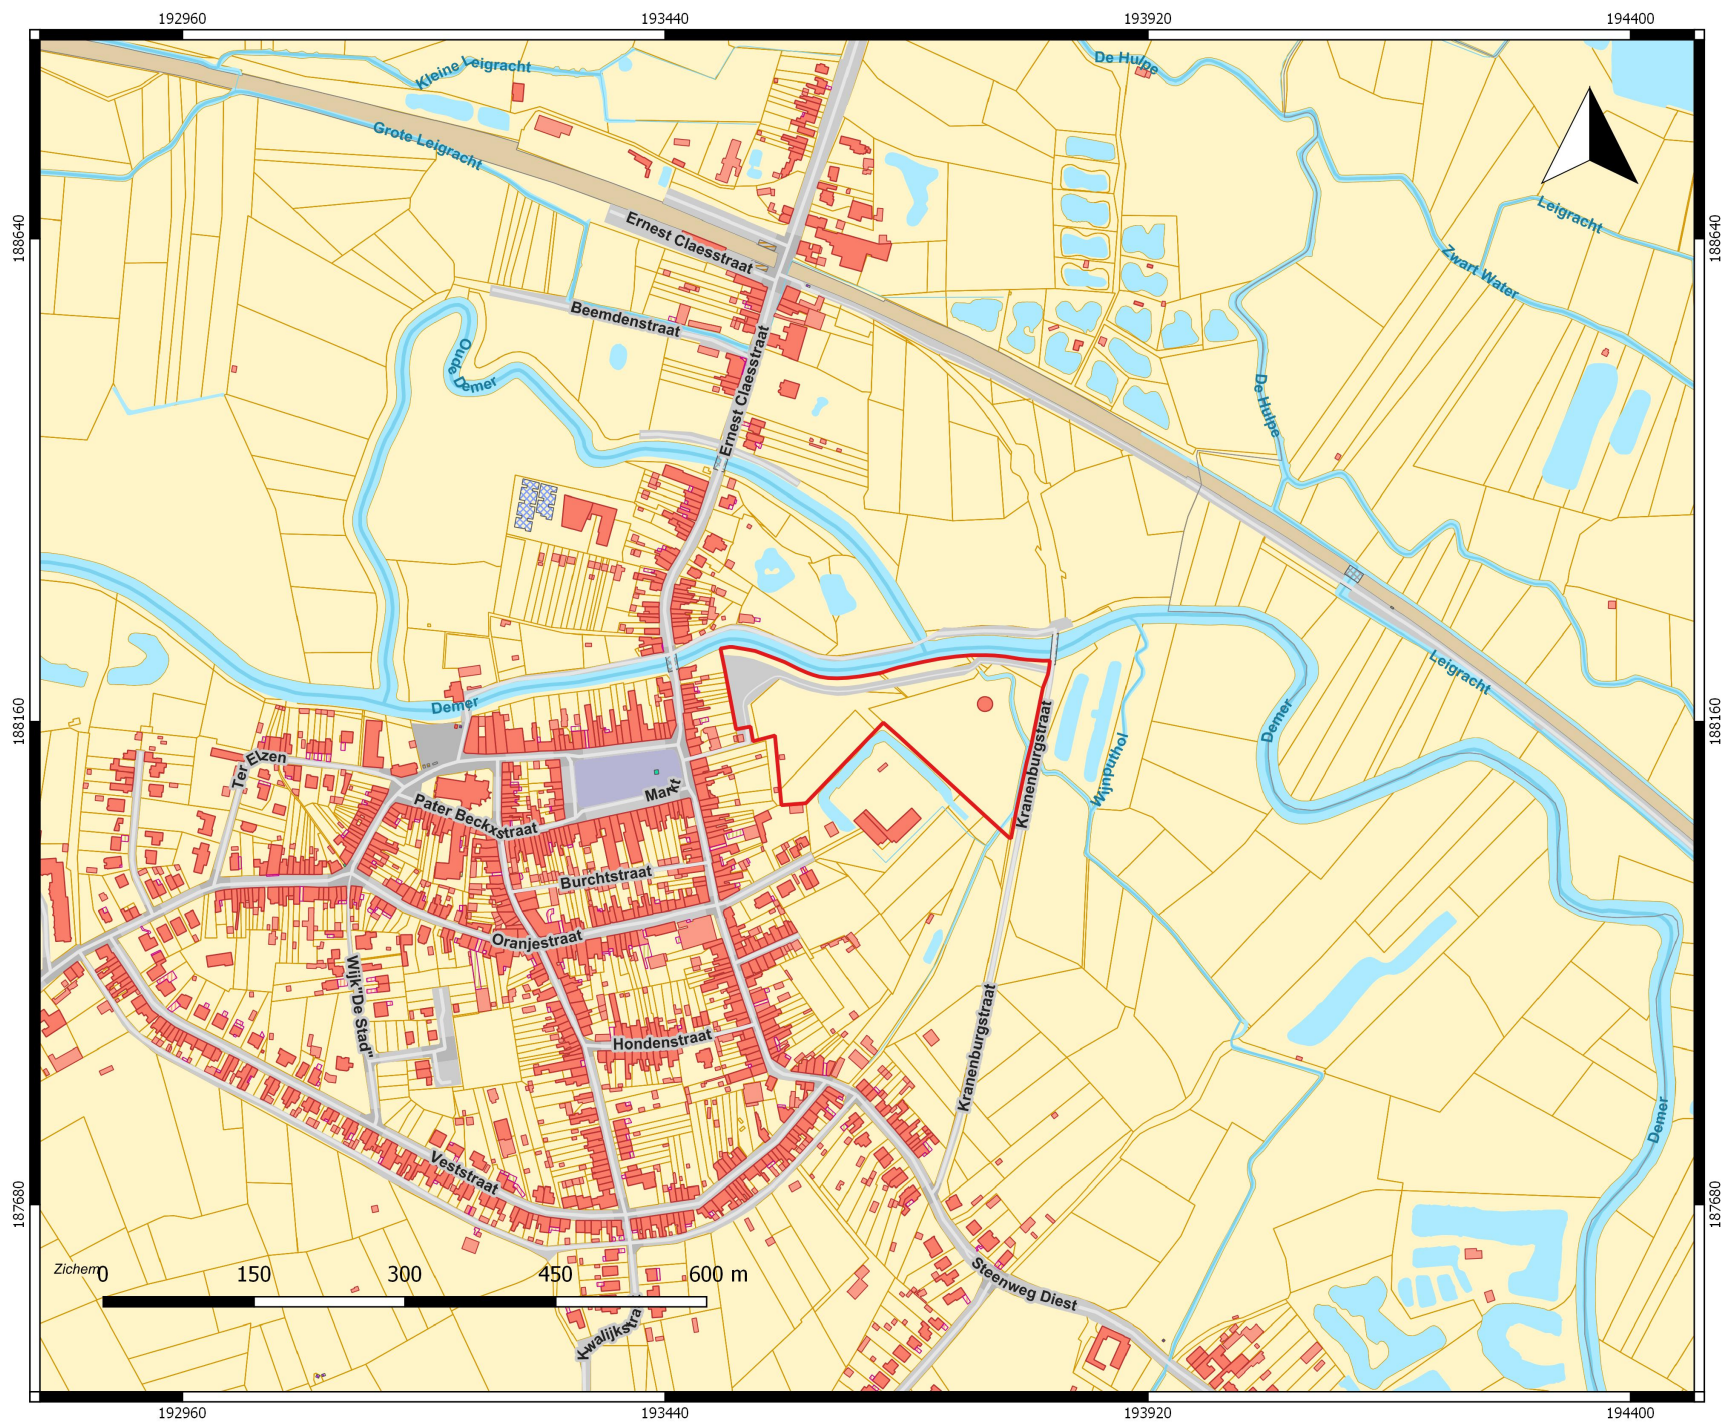 192960
193440
193920
194400
De Hulpe
Kleine Leigracht
Grote Leigracht
Leigracht
188640
Ernest Claesstraat
188640
Zwart Water
Beemdenstraat
Oude
Demer
Ernest Claesstraat
De Hulpe
Leigracht
Demer
188160
Demer
Kranenburgstraat
188160
Ter Elzen
Wijnputhol
Markt
Pater Beckxstraat
Burchtstraat
Oranjestraat
Wijk"De Stad"
Hondenstraat
Kranenburgstraat
Demer
Veststraat
187680
187680
Steenweg Diest
Zichem
0 150 300 450 600 m
Kwalijkstra
192960
193440
193920
194400